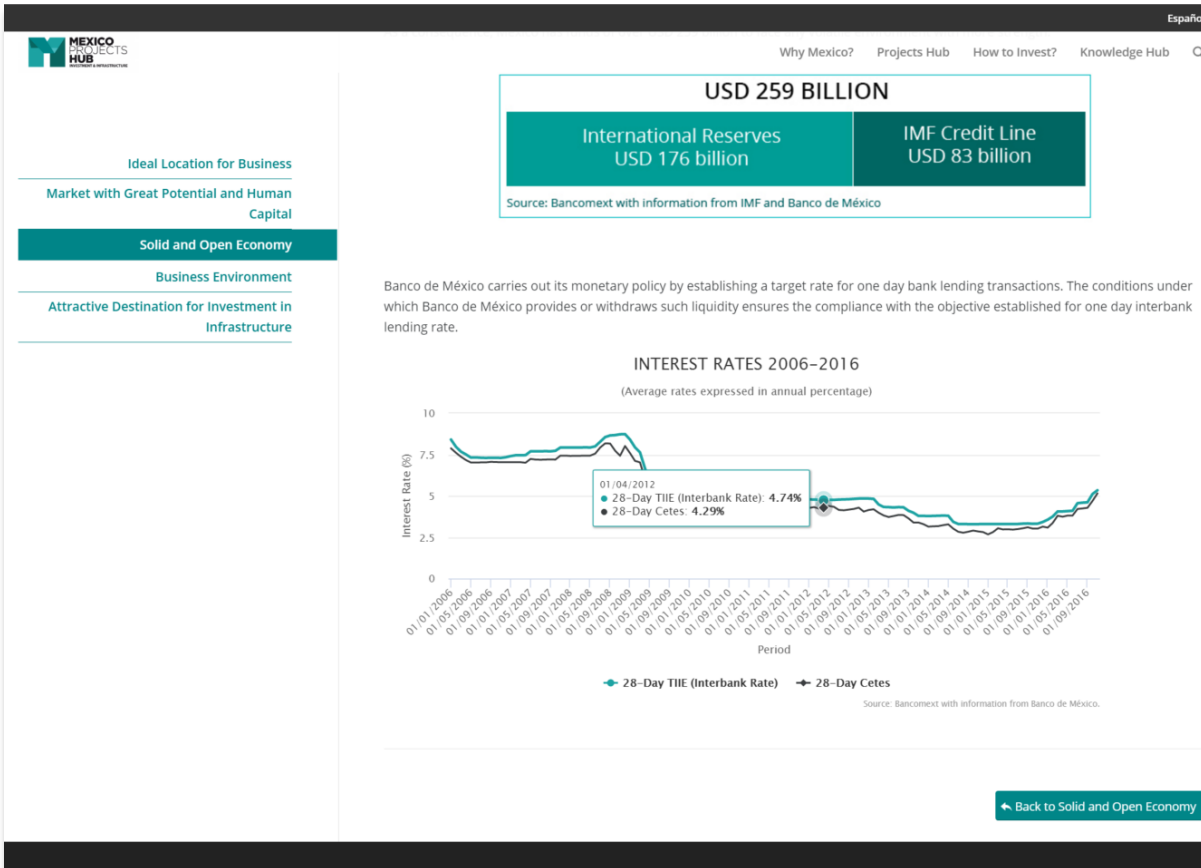 Españo
MEXICO
PROJECTS
HUB
INVESTMENT & INFRASTRUCTURE
Why Mexico? Projects Hub How to Invest? Knowledge Hub
USD 259 BILLION
International Reserves
USD 176 billion
IMF Credit Line
USD 83 billion
Source: Bancomext with information from IMF and Banco de México
Ideal Location for Business
Market with Great Potential and Human
Capital
Solid and Open Economy
Business Environment
Attractive Destination for Investment in
Infrastructure
Banco de México carries out its monetary policy by establishing a target rate for one day bank lending transactions. The conditions under
which Banco de México provides or withdraws such liquidity ensures the compliance with the objective established for one day interbank
lending rate.
INTEREST RATES 2006-2016
(Average rates expressed in annual percentage)
Interest Rate (%)
10
7.5
5
2.5
0
01/04/2012
28-Day TIIE (Interbank Rate): 4.74%
28-Day Cetes: 4.29%
01/01/2006
01/05/2006
01/09/2006
01/01/2007
01/05/2007
01/09/2007
01/01/2008
01/05/2008
01/09/2008
01/01/2009
01/05/2009
01/09/2009
01/01/2010
01/05/2010
01/09/2010
01/01/2011
01/05/2011
01/09/2011
01/01/2012
01/05/2012
01/09/2012
01/01/2013
01/05/2013
01/09/2013
01/01/2014
01/05/2014
01/09/2014
01/01/2015
01/05/2015
01/09/2015
01/01/2016
01/05/2016
01/09/2016
Period
28-Day TIIE (Interbank Rate) 28-Day Cetes
Source: Bancomext with information from Banco de México.
Back to Solid and Open Economy